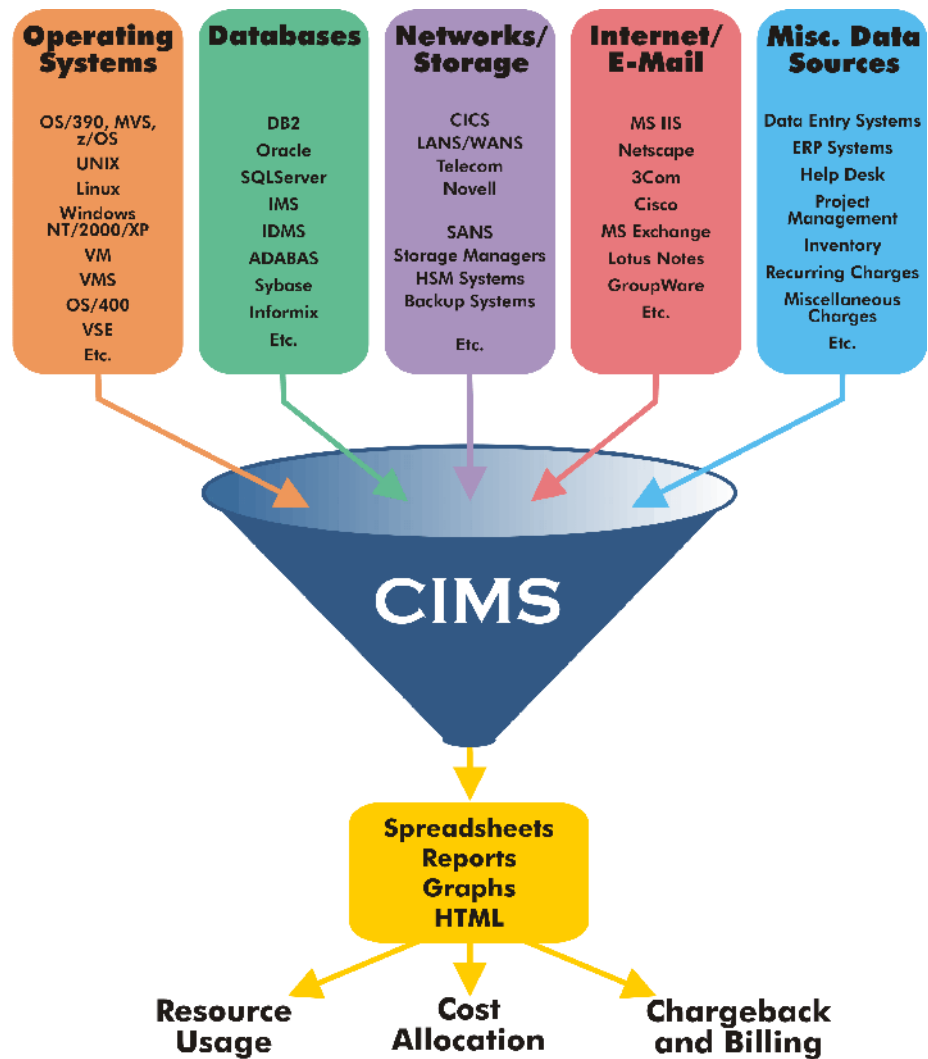 Operating
Systems
OS/390, MVS,
z/OS
UNIX
Linux
Windows
NT/2000/XP
VM
VMS
OS/400
VSE
Etc.
Databases
DB2
Oracle
SQLServer
IMS
IDMS
ADABAS
Sybase
Informix
Etc.
Networks/
Storage
CICS
LANS/WANS
Telecom
Novell
SANS
Storage Managers
HSM Systems
Backup Systems
Etc.
Internet/
E-Mail
MS IIS
Netscape
3Com
Cisco
MS Exchange
Lotus Notes
GroupWare
Etc.
Misc. Data
Sources
Data Entry Systems
ERP Systems
Help Desk
Project
Management
Inventory
Recurring Charges
Miscellaneous
Charges
Etc.
CIMS
Spreadsheets
Reports
Graphs
HTML
Resource
Usage
Cost
Allocation
Chargeback
and Billing